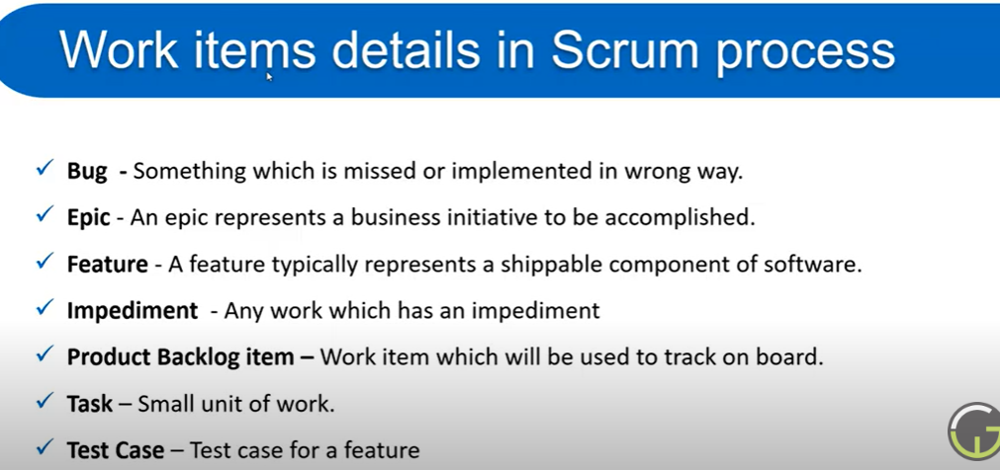 Work items details in Scrum process
Bug - Something which is missed or implemented in wrong way.
Epic - An epic represents a business initiative to be accomplished.
Feature - A feature typically represents a shippable component of software.
Impediment - Any work which has an impediment
Product Backlog item – Work item which will be used to track on board.
Task – Small unit of work.
Test Case – Test case for a feature